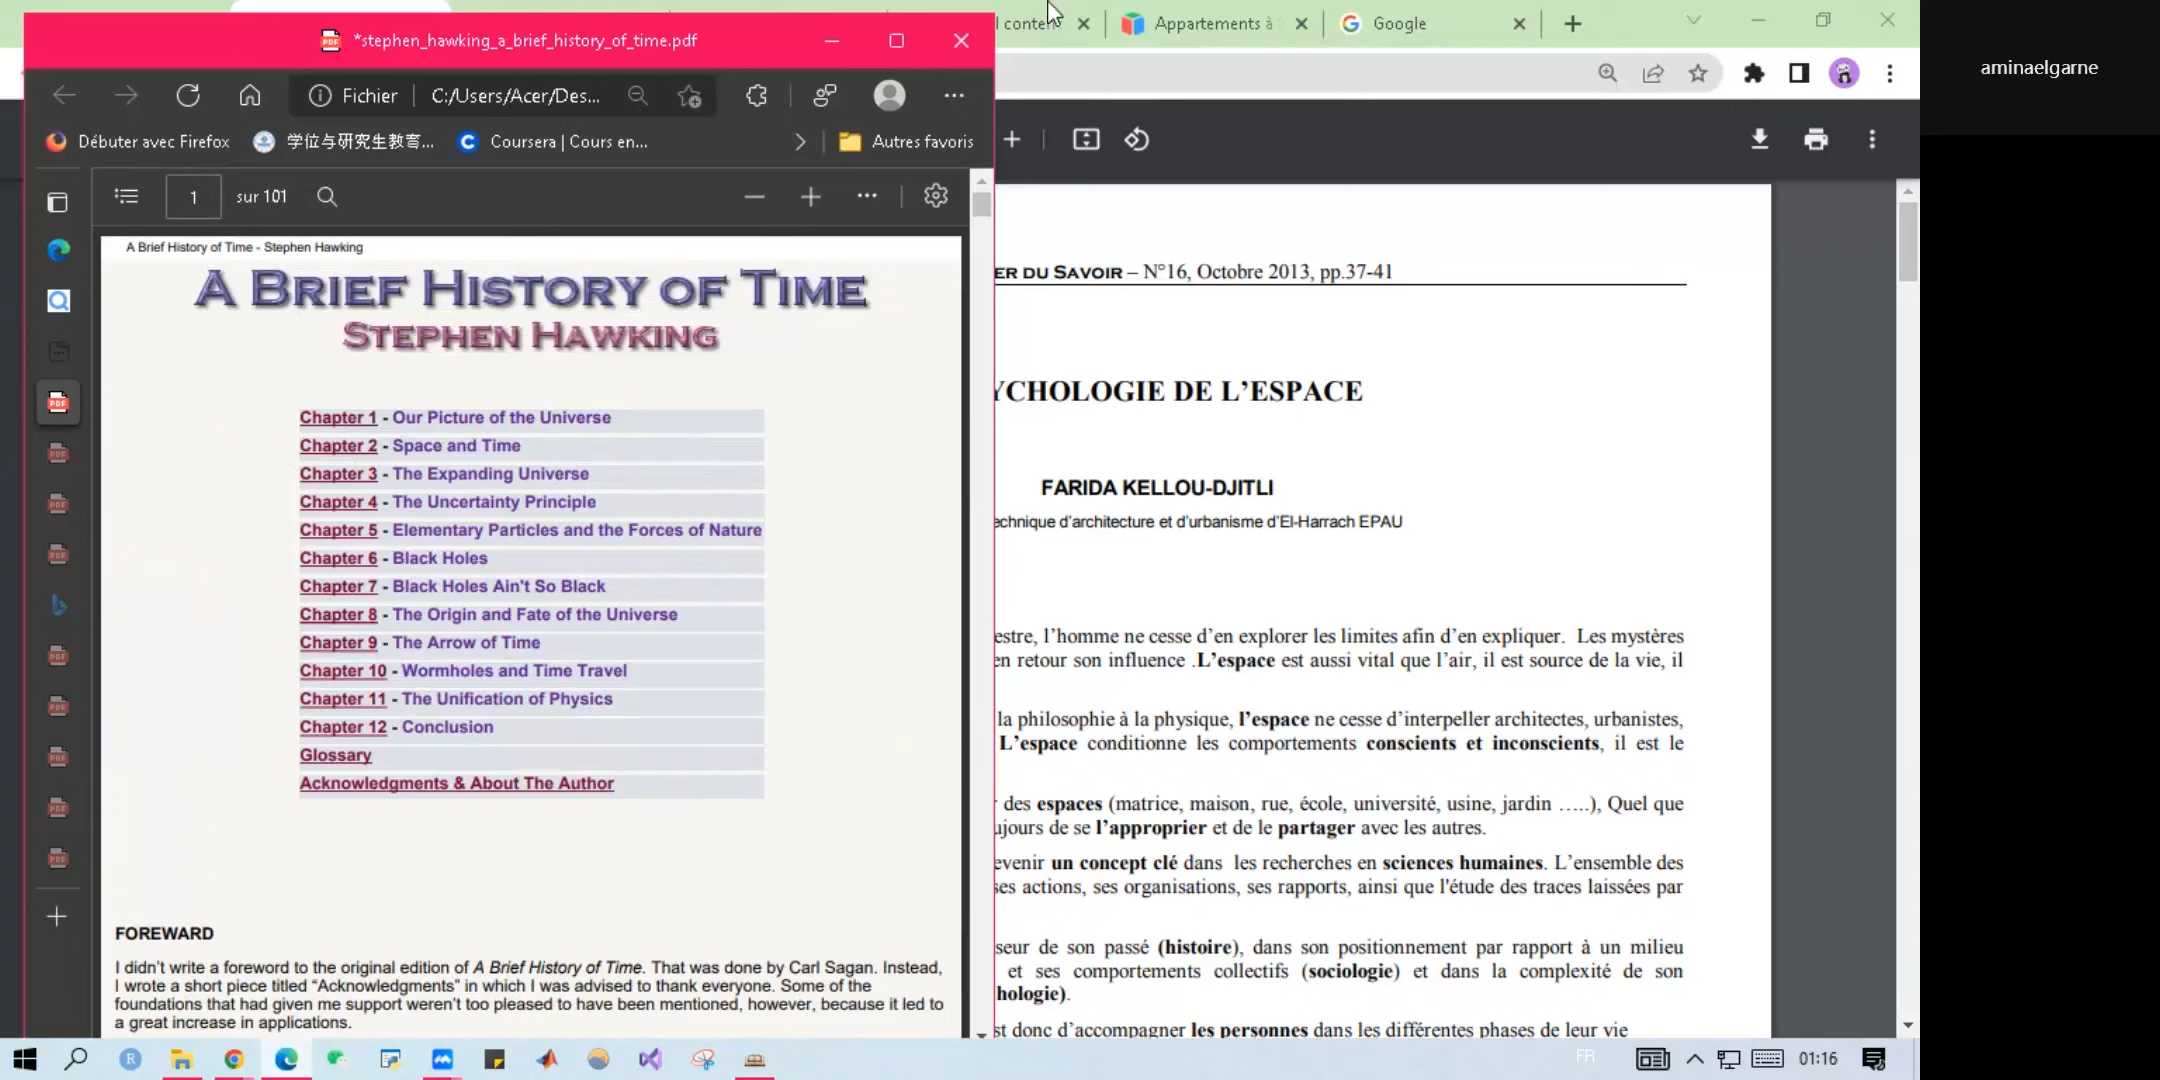 *stephen_hawking_a_brief_history_of_time.pdf
Fichier
C:/Users/Acer/Des...
Débuter avec Firefox
学位与研究生教育...
Coursera | Cours en...
Autres favoris
1
sur 101
A Brief History of Time - Stephen Hawking
A BRIEF HISTORY OF TIME
STEPHEN HAWKING
Chapter 1 - Our Picture of the Universe
Chapter 2 - Space and Time
Chapter 3 - The Expanding Universe
Chapter 4 - The Uncertainty Principle
Chapter 5 - Elementary Particles and the Forces of Nature
Chapter 6 - Black Holes
Chapter 7 - Black Holes Ain't So Black
Chapter 8 - The Origin and Fate of the Universe
Chapter 9 - The Arrow of Time
Chapter 10 - Wormholes and Time Travel
Chapter 11 - The Unification of Physics
Chapter 12 - Conclusion
Glossary
Acknowledgments & About The Author
FOREWARD
I didn't write a foreword to the original edition of A Brief History of Time. That was done by Carl Sagan. Instead,
I wrote a short piece titled “Acknowledgments” in which I was advised to thank everyone. Some of the
foundations that had given me support weren't too pleased to have been mentioned, however, because it led to
a great increase in applications.
Appartements à
Google
aminaelgarne
ER DU SAVOIR – N°16, Octobre 2013, pp.37-41
YCHOLOGIE DE L’ESPACE
FARIDA KELLOU-DJITLI
echnique d’architecture et d’urbanisme d’El-Harrach EPAU
estre, l’homme ne cesse d’en explorer les limites afin d’en expliquer. Les mystères
en retour son influence .L’espace est aussi vital que l’air, il est source de la vie, il
la philosophie à la physique, l’espace ne cesse d’interpeller architectes, urbanistes,
L’espace conditionne les comportements conscients et inconscients, il est le
des espaces (matrice, maison, rue, école, université, usine, jardin …..), Quel que
ujours de se l’approprier et de le partager avec les autres.
evenir un concept clé dans les recherches en sciences humaines. L’ensemble des
ses actions, ses organisations, ses rapports, ainsi que l'étude des traces laissées par
seur de son passé (histoire), dans son positionnement par rapport à un milieu
et ses comportements collectifs (sociologie) et dans la complexité de son
hologie).
st donc d’accompagner les personnes dans les différentes phases de leur vie
FR
01:16